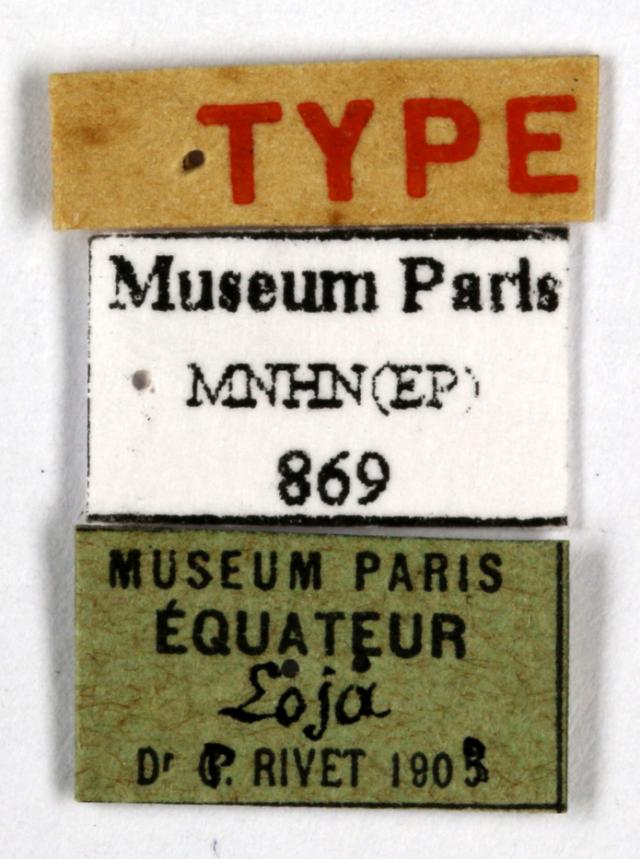 TYPE
Museum Paris
MNHN(EP)
869
MUSEUM PARIS
ÉQUATEUR
Loja
Dr P. RIVET